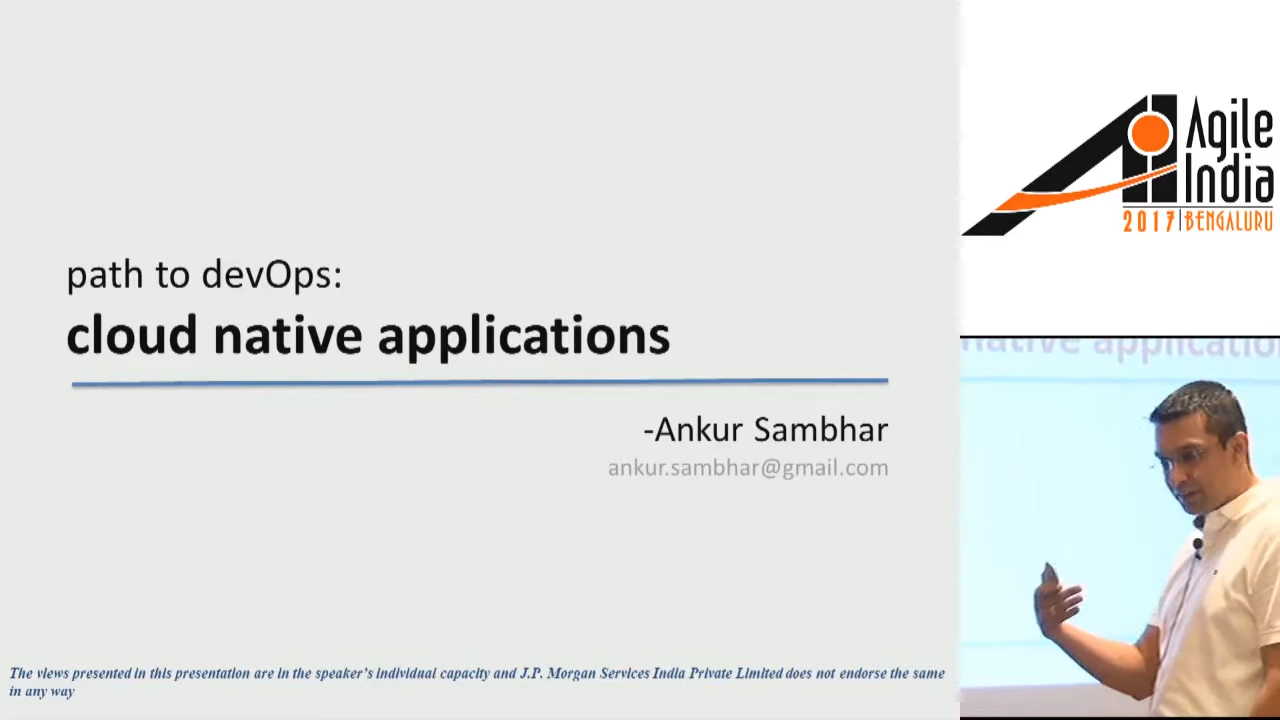 path to devOps:
cloud native applications
-Ankur Sambhar
ankur.sambhar@gmail.com
The views presented in this presentation are in the speaker's individual capacity and J.P. Morgan Services India Private Limited does not endorse the same
in any way
Agile
India
2017 | BENGALURU
native applicatio